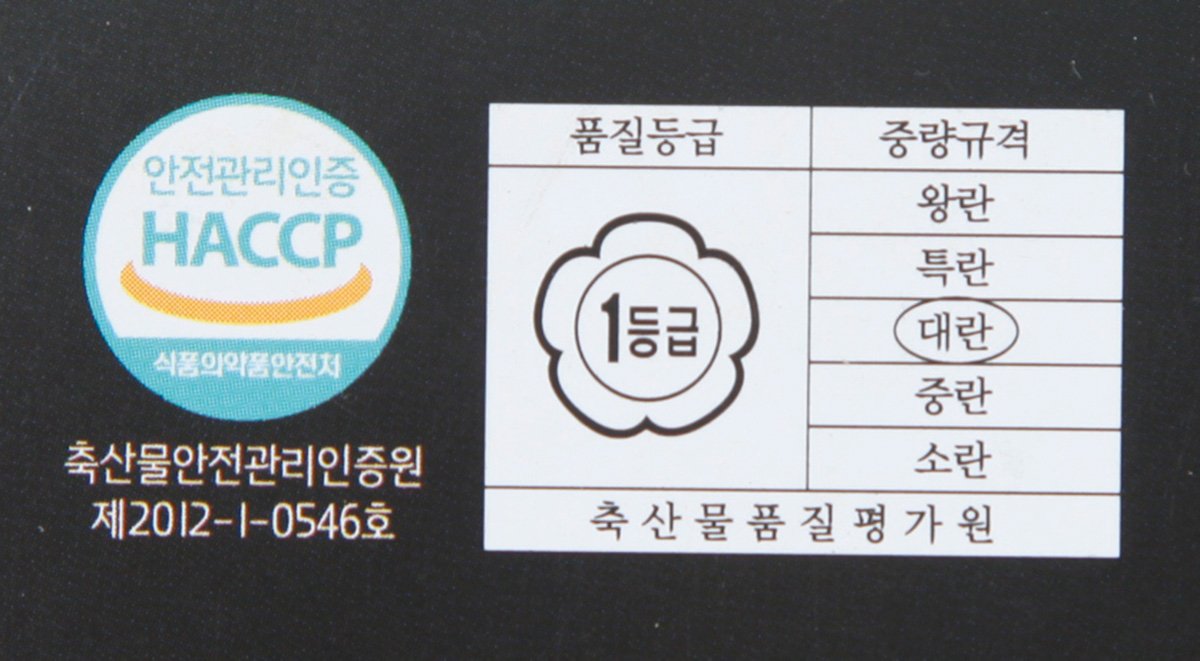 안전관리인증
HACCP
식품의약품안전처
축산물안전관리인증원
제2012-1-0546호
품질등급
중량규격
1등급
왕란
특란
대란
중란
소란
축산물품질평가원